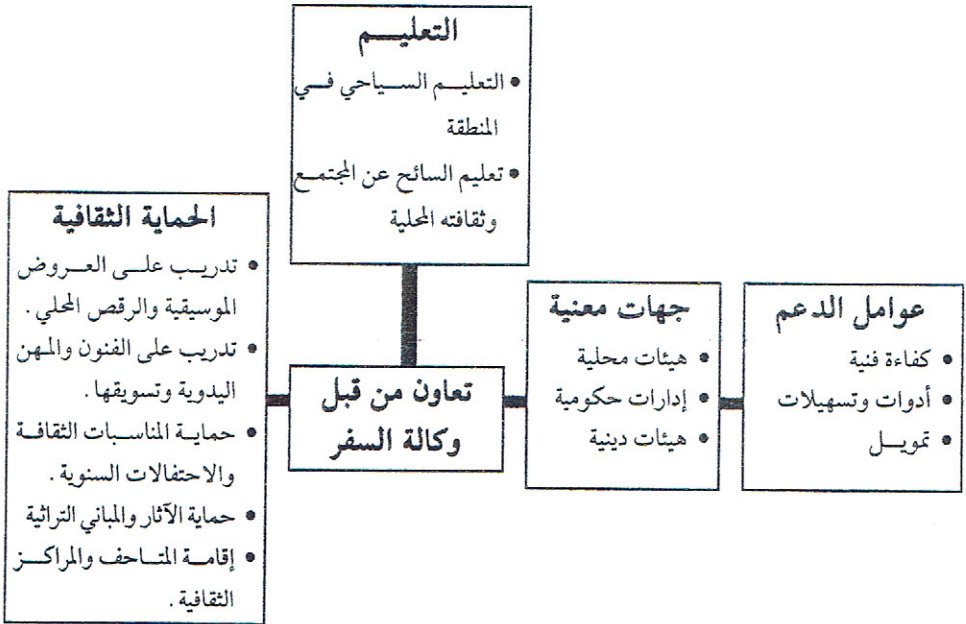 التعليم
• التعليم السياحي في
المنطقة
• تعليم السائح عن المجتمع
وثقافته المحلية
عوامل الدعم
• كفاءة فنية
• أدوات وتسهيلات
• تمويل
جهات معنية
• هيئات محلية
• إدارات حكومية
• هيئات دينية
تعاون من قبل
وكالة السفر
الحماية الثقافية
• تدريب على العروض
الموسيقية والرقص المحلي .
• تدريب على الفنون والمهن
اليدوية وتسويقها .
• حماية المناسبات الثقافة
والاحتفالات السنوية .
• حماية الآثار والمباني التراثية
• إقامة المتاحف والمراكز
الثقافية .